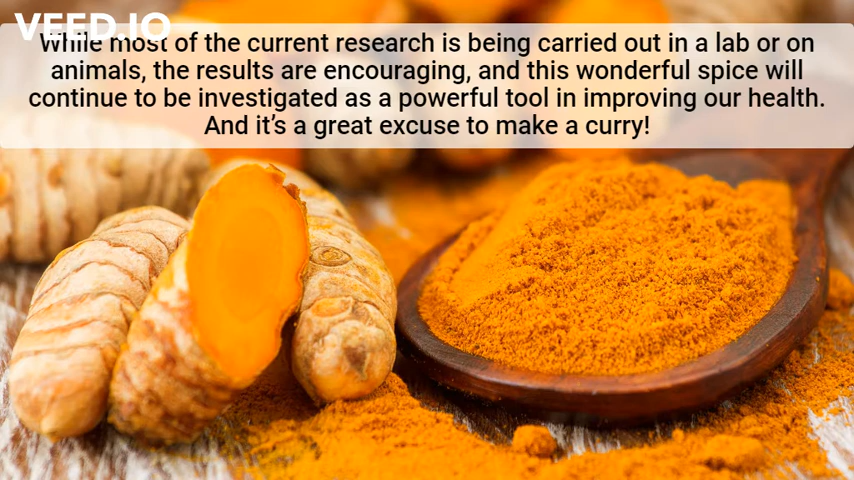 VEED.IO
While most of the current research is being carried out in a lab or on
animals, the results are encouraging, and this wonderful spice will
continue to be investigated as a powerful tool in improving our health.
And it's a great excuse to make a curry!